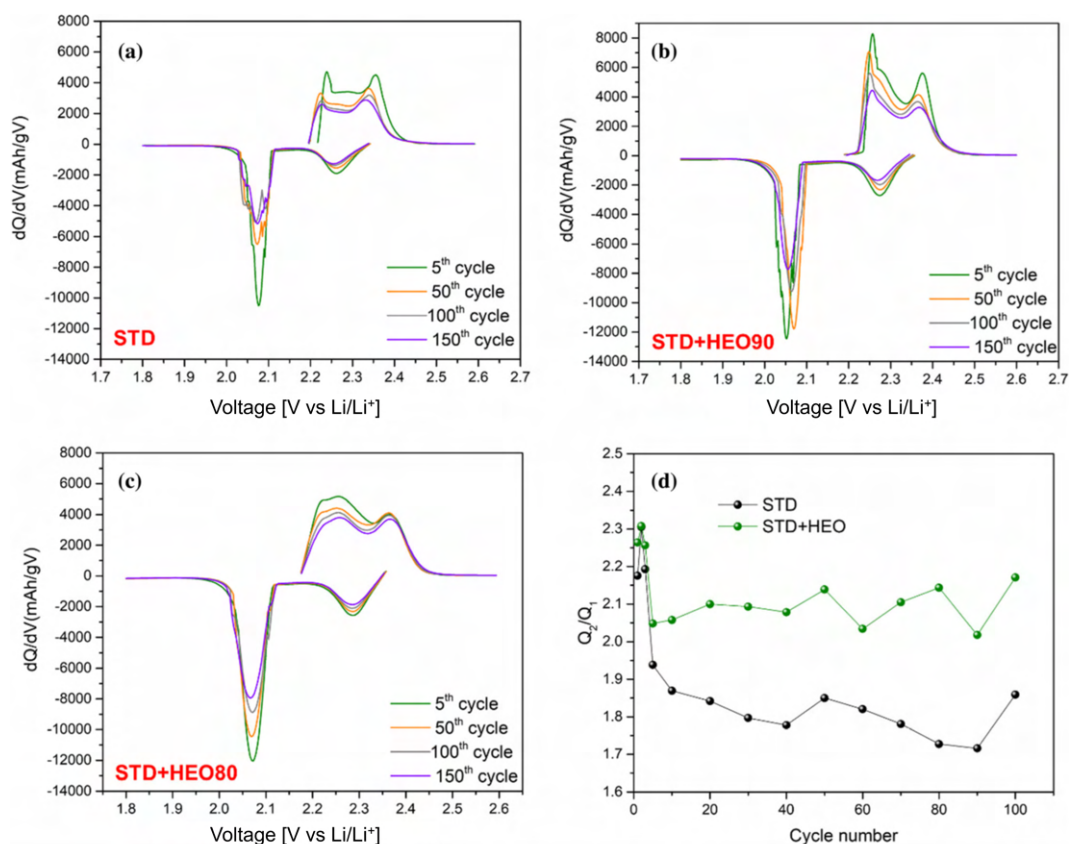 (a)
8000
6000
4000
2000
0
-2000
-4000
-6000
-8000
-10000
-12000
-14000
dQ/dV(mAh/gV)
5th cycle
50th cycle
100th cycle
150th cycle
STD
1.7 1.8 1.9 2.0 2.1 2.2 2.3 2.4 2.5 2.6 2.7
Voltage [V vs Li/Li+]
(b)
8000
6000
4000
2000
0
-2000
-4000
-6000
-8000
-10000
-12000
-14000
dQ/dV(mAh/gV)
5th cycle
50th cycle
100th cycle
150th cycle
STD+HEO90
1.7 1.8 1.9 2.0 2.1 2.2 2.3 2.4 2.5 2.6 2.7
Voltage [V vs Li/Li+]
(c)
8000
6000
4000
2000
0
-2000
-4000
-6000
-8000
-10000
-12000
-14000
dQ/dV(mAh/gV)
5th cycle
50th cycle
100th cycle
150th cycle
STD+HEO80
1.8 1.9 2.0 2.1 2.2 2.3 2.4 2.5 2.6
Voltage [V vs Li/Li+]
(d)
2.5
2.4
2.3
2.2
2.1
2.0
1.9
1.8
1.7
1.6
Q2/Q1
STD
STD+HEO
0 20 40 60 80 100
Cycle number